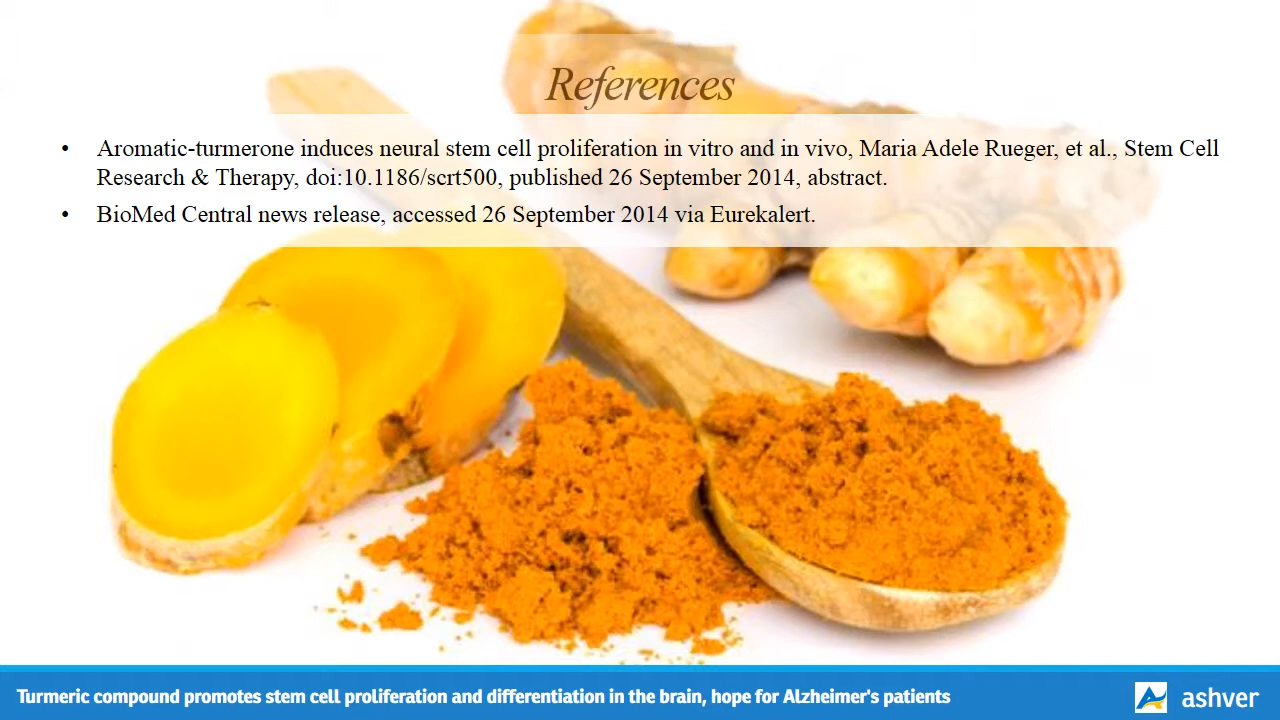 References
• Aromatic-turmerone induces neural stem cell proliferation in vitro and in vivo, Maria Adele Rueger, et al., Stem Cell
Research & Therapy, doi:10.1186/scrt500, published 26 September 2014, abstract.
• BioMed Central news release, accessed 26 September 2014 via Eurekalert.
Turmeric compound promotes stem cell proliferation and differentiation in the brain, hope for Alzheimer's patients
ashver